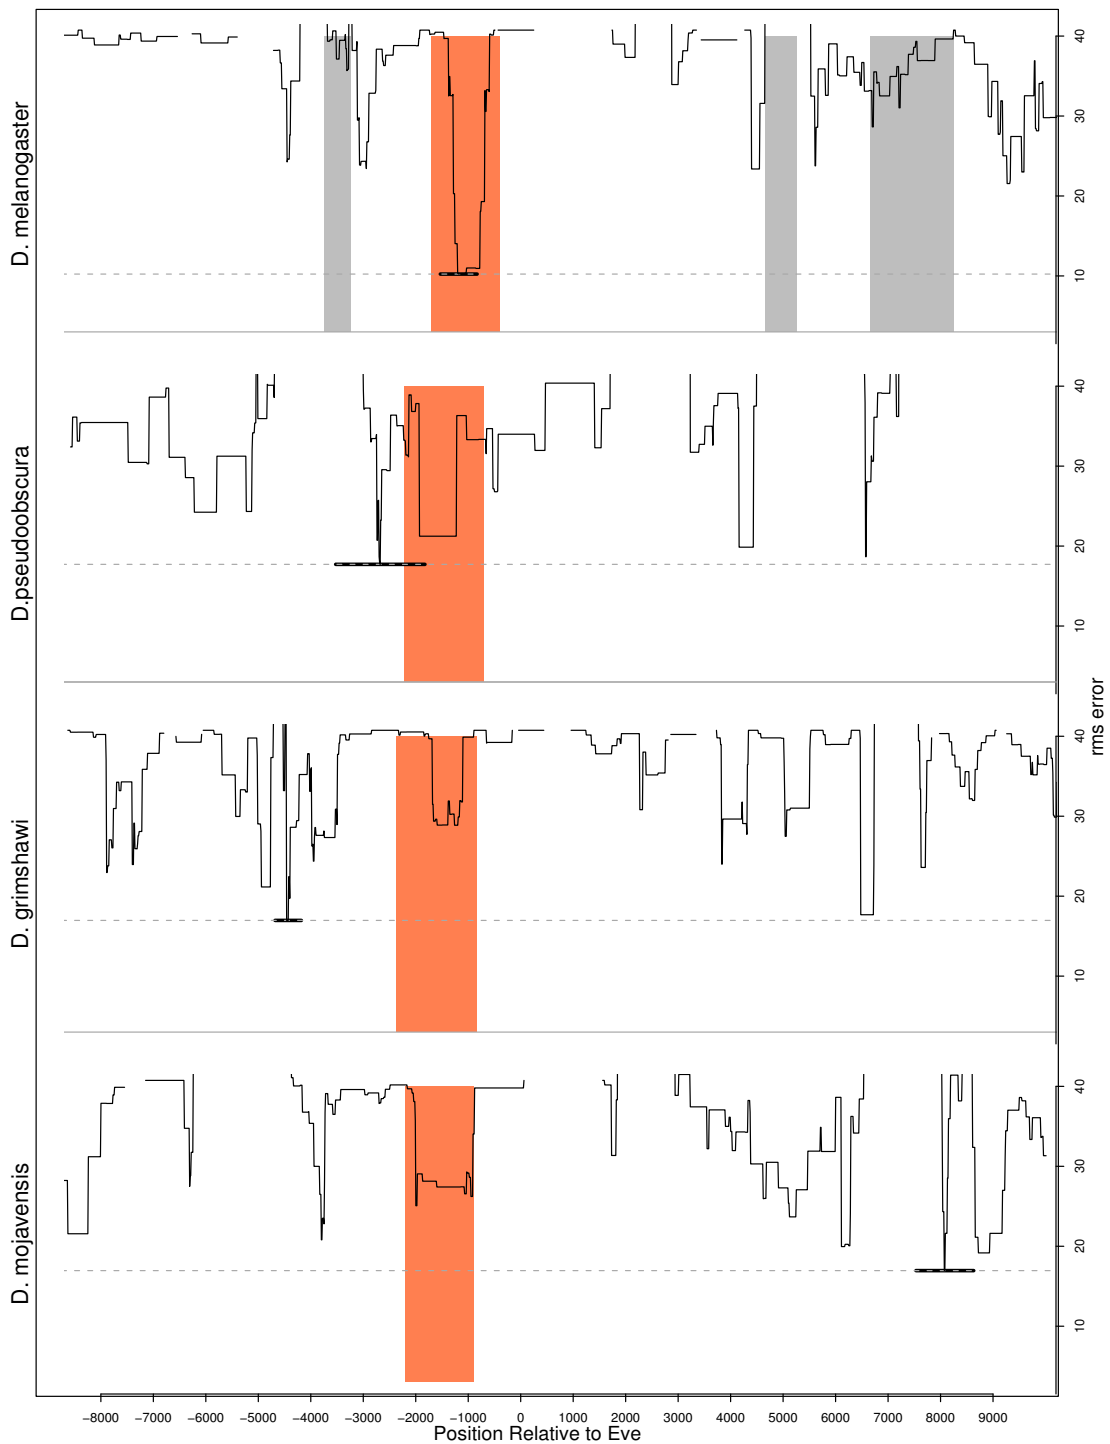 D. melanogaster
40
30
20
10
D.pseudoobscura
40
30
20
10
rms error
D. grimshawi
40
30
20
10
D. mojavensis
40
30
20
10
−8000 −7000 −6000 −5000 −4000 −3000 −2000 −1000 0 1000 2000 3000 4000 5000 6000 7000 8000 9000
Position Relative to Eve